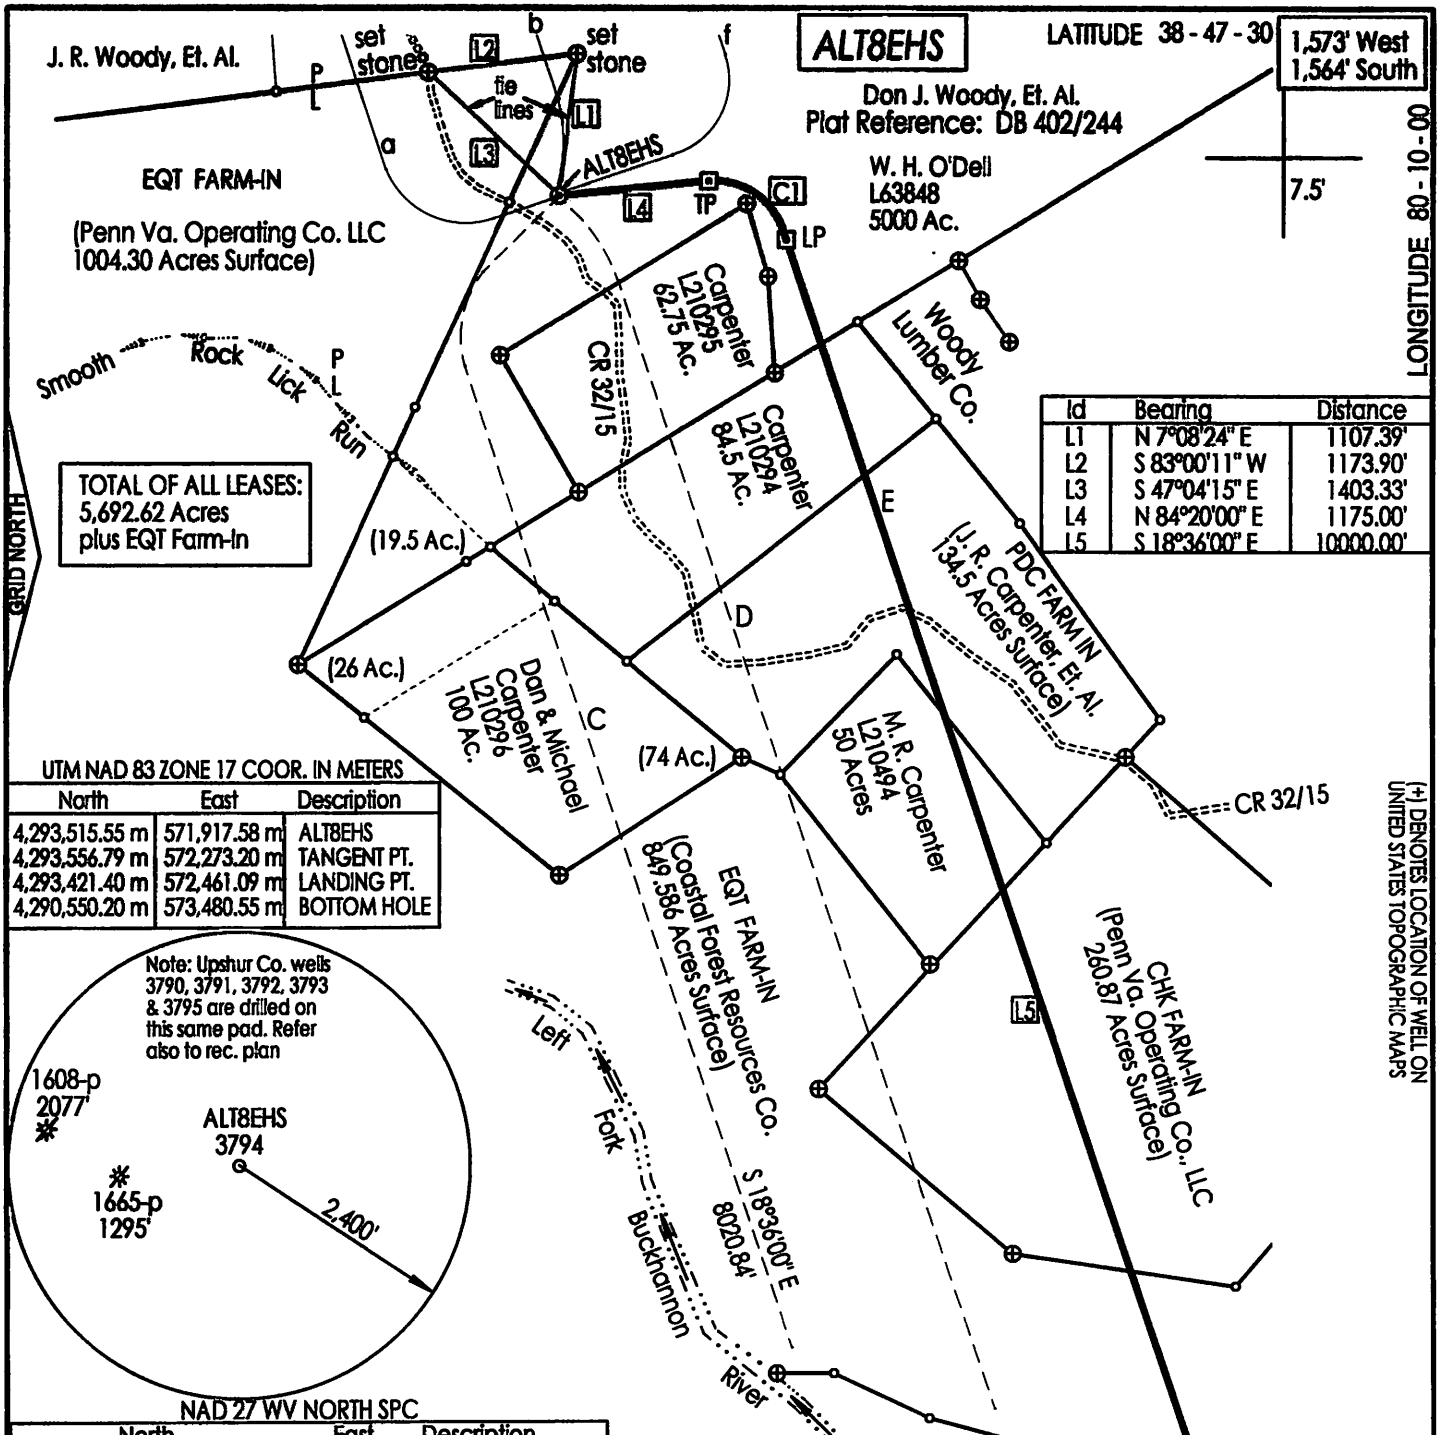 J. R. Woody, Et. Al.
set
stone
L2
b
set
stone
f
ALT8EHS
LATITUDE 38 - 47 - 30
1,573' West
1,564' South
tie
lines
L1
a
L3
ALT8EHS
Don J. Woody, Et. Al.
Plat Reference: DB 402/244
W. H. O'Dell
L63848
5000 Ac.
LONGITUDE 80 - 10 - 00
7.5'
P
L
EQT FARM-IN
(Penn Va. Operating Co. LLC
1004.30 Acres Surface)
L4
TP
C1
LP
Carpenter
L210295
62.75 Ac.
Woody
Lumber Co.
Smooth
Rock
Lick
Run
P
L
CR 32/15
Carpenter
L210294
84.5 Ac.
Id Bearing Distance
L1 N 7°08'24" E 1107.39'
L2 S 83°00'11" W 1173.90'
L3 S 47°04'15" E 1403.33'
L4 N 84°20'00" E 1175.00'
L5 S 18°36'00" E 10000.00'
GRID NORTH
TOTAL OF ALL LEASES:
5,692.62 Acres
plus EQT Farm-In
(19.5 Ac.)
E
PDC FARM IN
(J. R. Carpenter, Et. Al.
134.5 Acres Surface)
D
(26 Ac.)
Dan & Michael
Carpenter
L210296
100 Ac.
C
(74 Ac.)
M. R. Carpenter
L210494
50 Acres
CR 32/15
UTM NAD 83 ZONE 17 COOR. IN METERS
North East Description
4,293,515.55 m 571,917.58 m ALT8EHS
4,293,556.79 m 572,273.20 m TANGENT PT.
4,293,421.40 m 572,461.09 m LANDING PT.
4,290,550.20 m 573,480.55 m BOTTOM HOLE
(+) DENOTES LOCATION OF WELL ON
UNITED STATES TOPOGRAPHIC MAPS
EQT FARM-IN
(Coastal Forest Resources Co.
849.586 Acres Surface)
CHK FARM-IN
(Penn Va. Operating Co., LLC
260.87 Acres Surface)
L5
Note: Upshur Co. wells
3790, 3791, 3792, 3793
& 3795 are drilled on
this same pad. Refer
also to rec. plan
1608-p
2077'
ALT8EHS
3794
1665-p
1295'
2,400'
Left
Fork
Buckhannon
River
S 18°36'00" E
8020.84'
NAD 27 WV NORTH SPC
North East Description